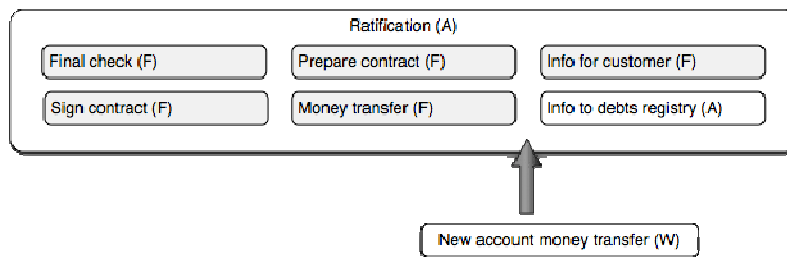 Ratification (A)
Final check (F)
Prepare contract (F)
Info for customer (F)
Sign contract (F)
Money transfer (F)
Info to debts registry (A)
New account money transfer (W)